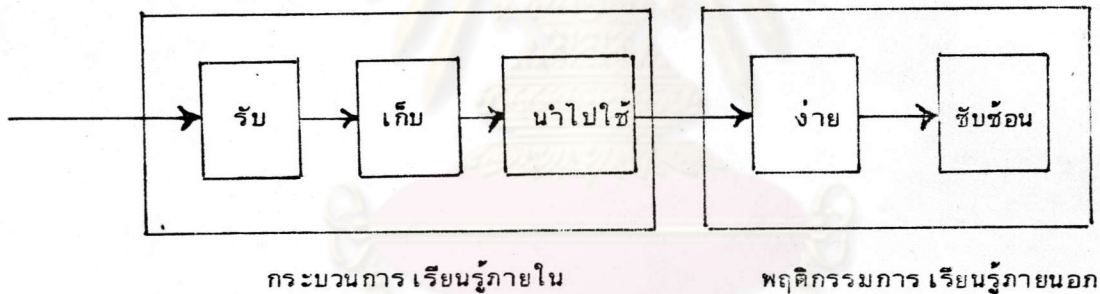 รับ เก็บ นำไปใช้ ง่าย ซับซ้อน
กระบวนการเรียนรู้ภายใน พฤติกรรมการเรียนรู้ภายนอก